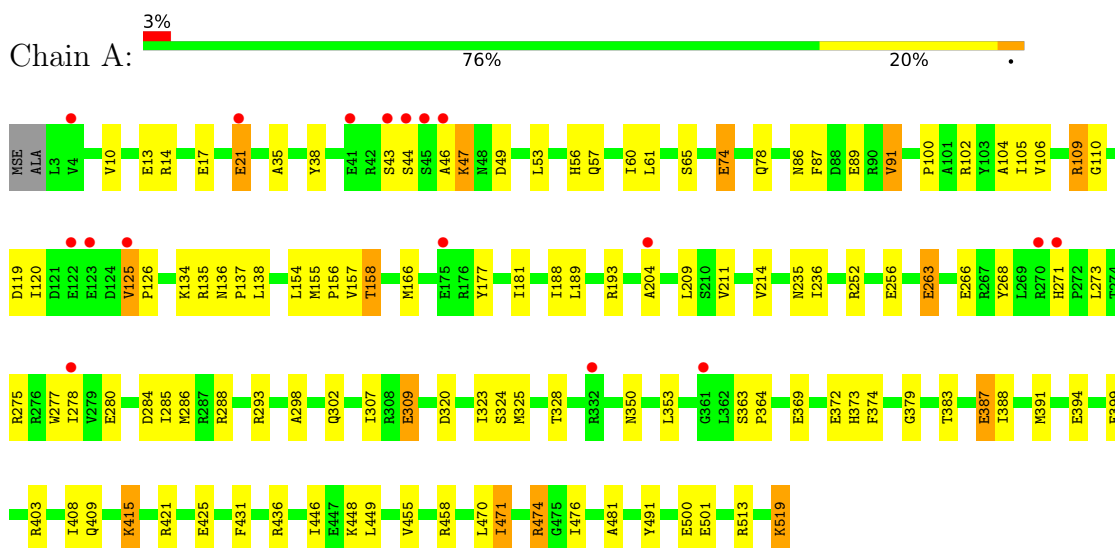 3%
Chain A:
76% 20% •
MSE ALA L3 V4 V10 E13 R14 E17 E21 A35 Y38 E41 R42 S43 S44 S45 A46 K47 N48 D49 L53 H56 Q57 I60 L61 S65 E74 Q78 N86 F87 D88 E89 R90 V91 P100 A101 R102 Y103 A104 I105 V106 R109 G110
D119 I120 D121 E122 E123 D124 V125 P126 K134 R135 N136 P137 L138 L154 M155 P156 V157 T158 M166 E175 R176 Y177 I181 I188 L189 R193 A204 L209 S210 V211 V214 N235 I236 R252 E256 E263 E266 R267 Y268 L269 R270 H271 P272 L273 T274
R275 R276 W277 I278 V279 E280 D284 I285 M286 R287 R288 R293 A298 Q302 I307 R308 E309 D320 I323 S324 M325 T328 R332 N350 L353 G361 L362 S363 P364 E369 E372 H373 F374 G379 T383 E387 I388 M391 E394
R403 I408 Q409 K415 R421 E425 F431 R436 I446 E447 K448 L449 V455 R458 L470 I471 R474 G475 I476 A481 Y491 E500 E501 R513 K519